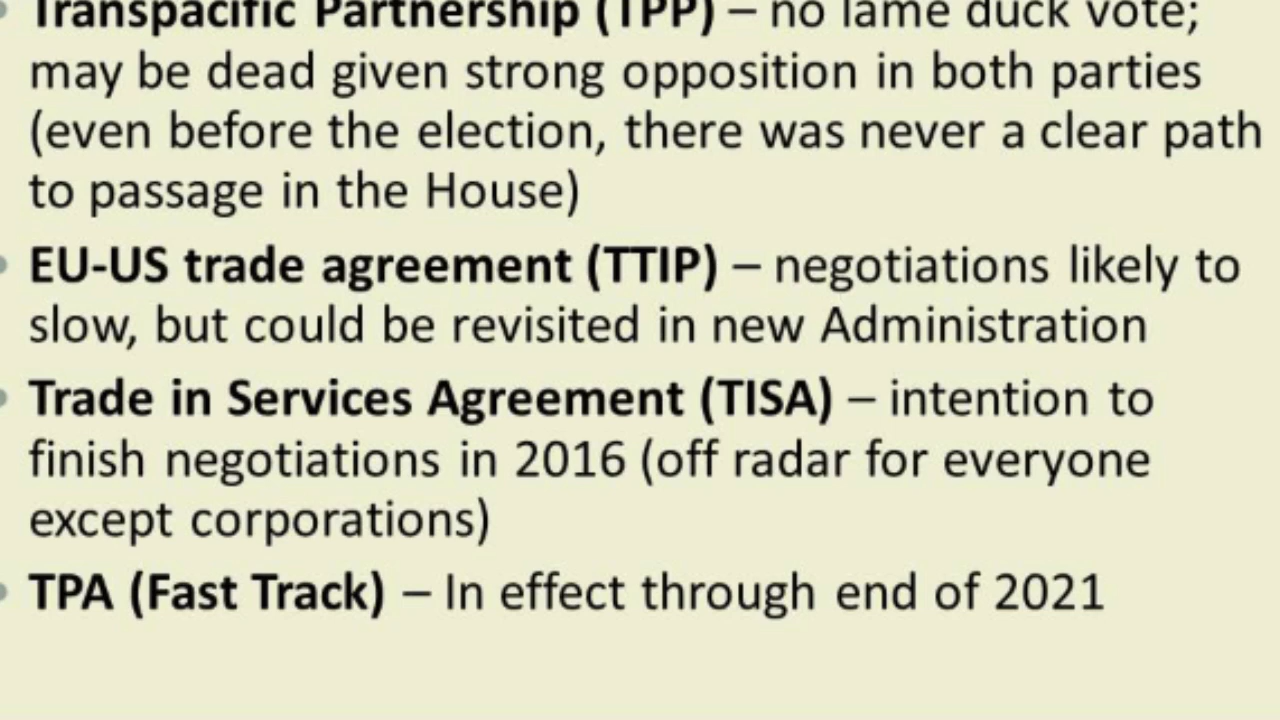 Transpacific Partnership (TPP) – no lame duck vote;
may be dead given strong opposition in both parties
(even before the election, there was never a clear path
to passage in the House)
EU-US trade agreement (TTIP) – negotiations likely to
slow, but could be revisited in new Administration
Trade in Services Agreement (TISA) – intention to
finish negotiations in 2016 (off radar for everyone
except corporations)
TPA (Fast Track) – In effect through end of 2021